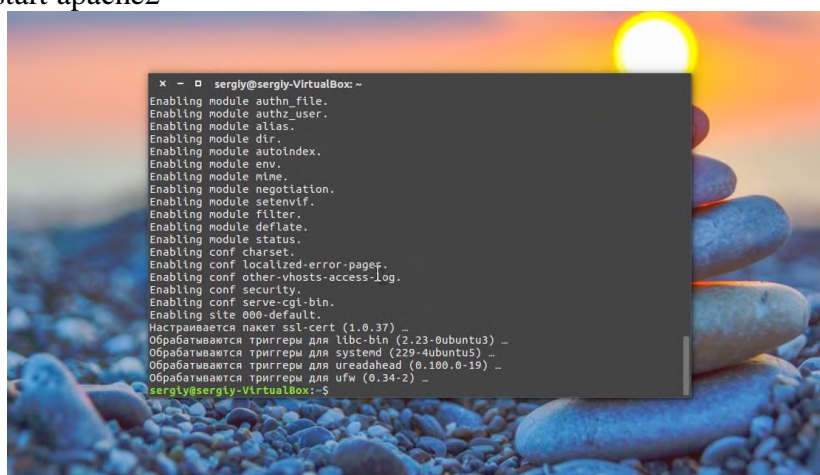 start apache2
sergiy@sergiy-VirtualBox: ~
Enabling module authn_file.
Enabling module authz_user.
Enabling module alias.
Enabling module dir.
Enabling module autoindex.
Enabling module env.
Enabling module mime.
Enabling module negotiation.
Enabling module setenvif.
Enabling module filter.
Enabling module deflate.
Enabling module status.
Enabling conf charset.
Enabling conf localized-error-pages.
Enabling conf other-vhosts-access-log.
Enabling conf security.
Enabling conf serve-cgi-bin.
Enabling site 000-default.
Настраивается пакет ssl-cert (1.0.37) …
Обрабатываются триггеры для libc-bin (2.23-0ubuntu3) …
Обрабатываются триггеры для systemd (229-4ubuntu5) …
Обрабатываются триггеры для ureadahead (0.100.0-19) …
Обрабатываются триггеры для ufw (0.34-2) …
sergiy@sergiy-VirtualBox:~$